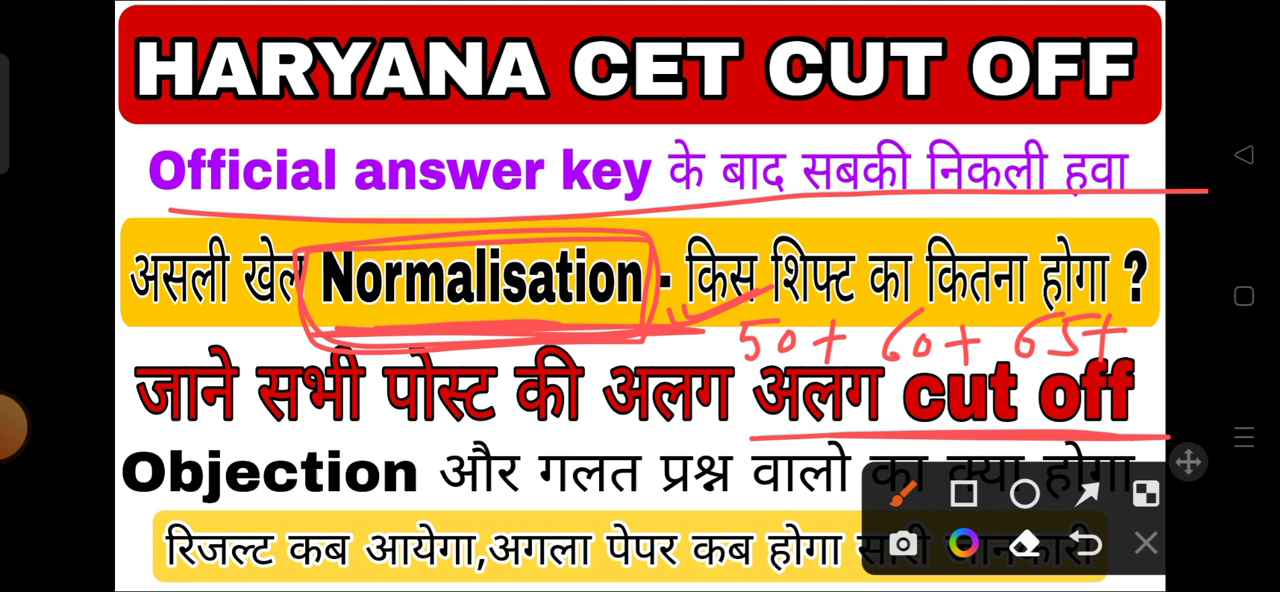 HARYANA CET CUT OFF
Official answer key के बाद सबकी निकली हवा
असली खेल Normalisation - किस शिफ्ट का कितना होगा ?
50+ 60+ 65+
जाने सभी पोस्ट की अलग अलग cut off
Objection और गलत प्रश्न वालो का क्या होगा
रिजल्ट कब आयेगा,अगला पेपर कब होगा सारी जानकारी